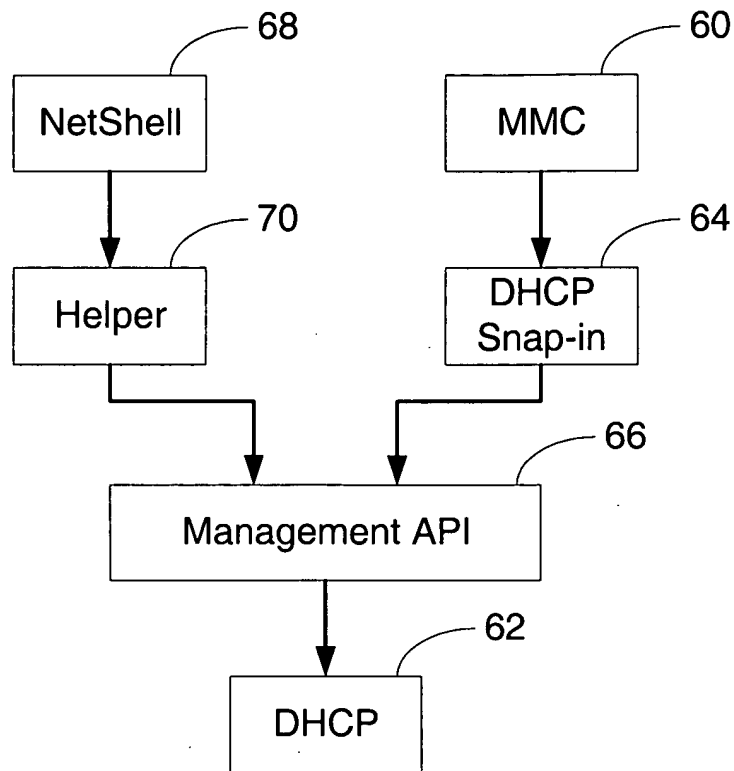 68
60
NetShell
MMC
70
64
Helper
DHCP
Snap-in
66
Management API
62
DHCP